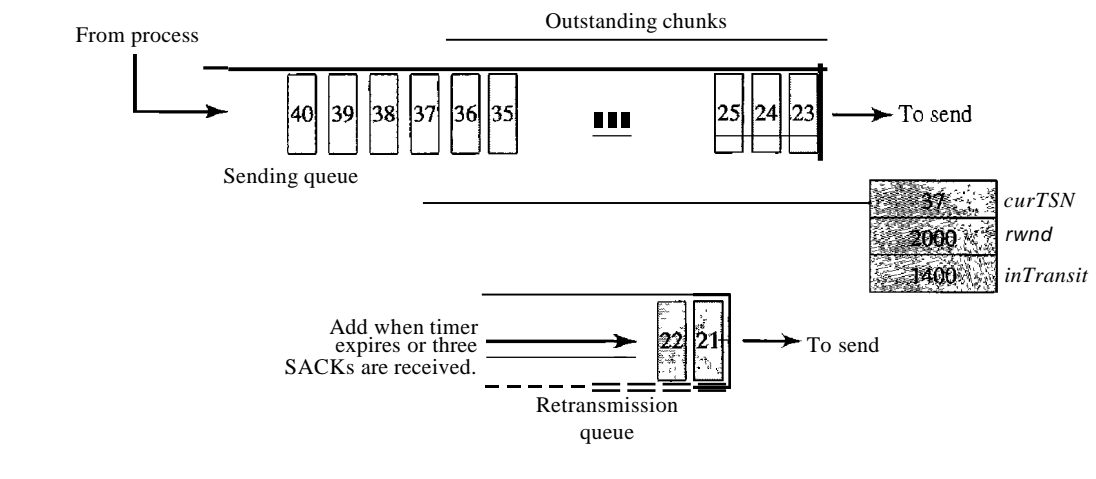 Outstanding chunks
From process
40 39 38 37 36 35 25 24 23
To send
Sending queue
37 curTSN
2000 rwnd
1400 inTransit
Add when timer
expires or three
SACKs are received.
22 21
To send
Retransmission
queue